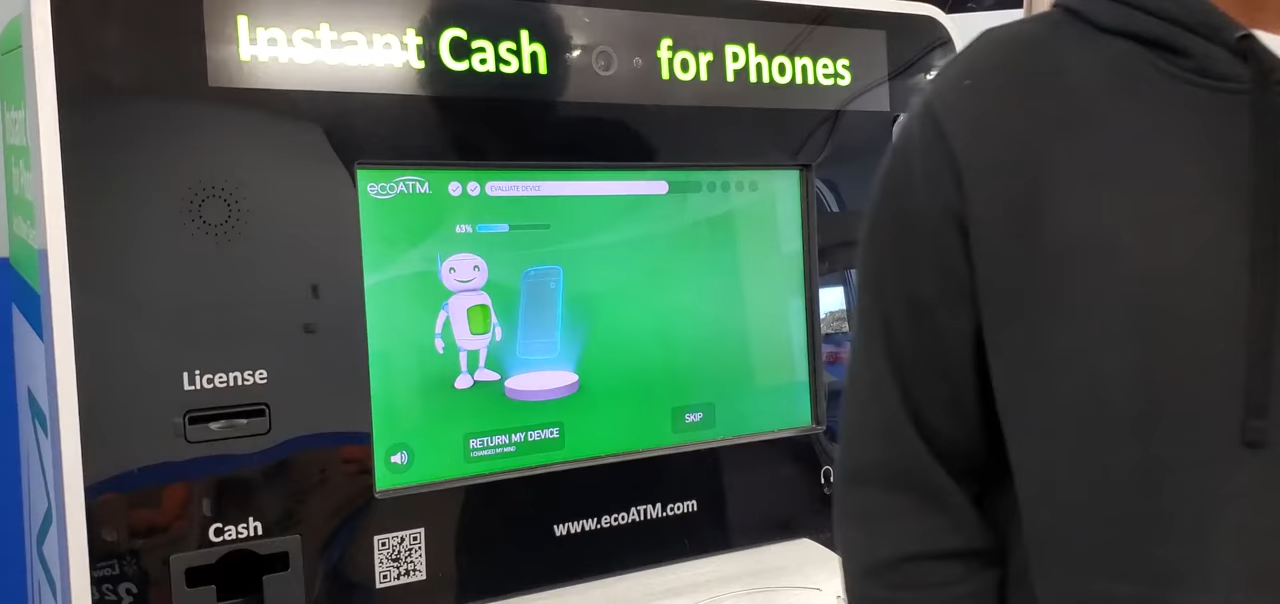 Instant Cash for Phones
ecoATM.
EVALUATE DEVICE
63%
License
RETURN MY DEVICE
I CHANGED MY MIND
SKIP
www.ecoATM.com
Cash